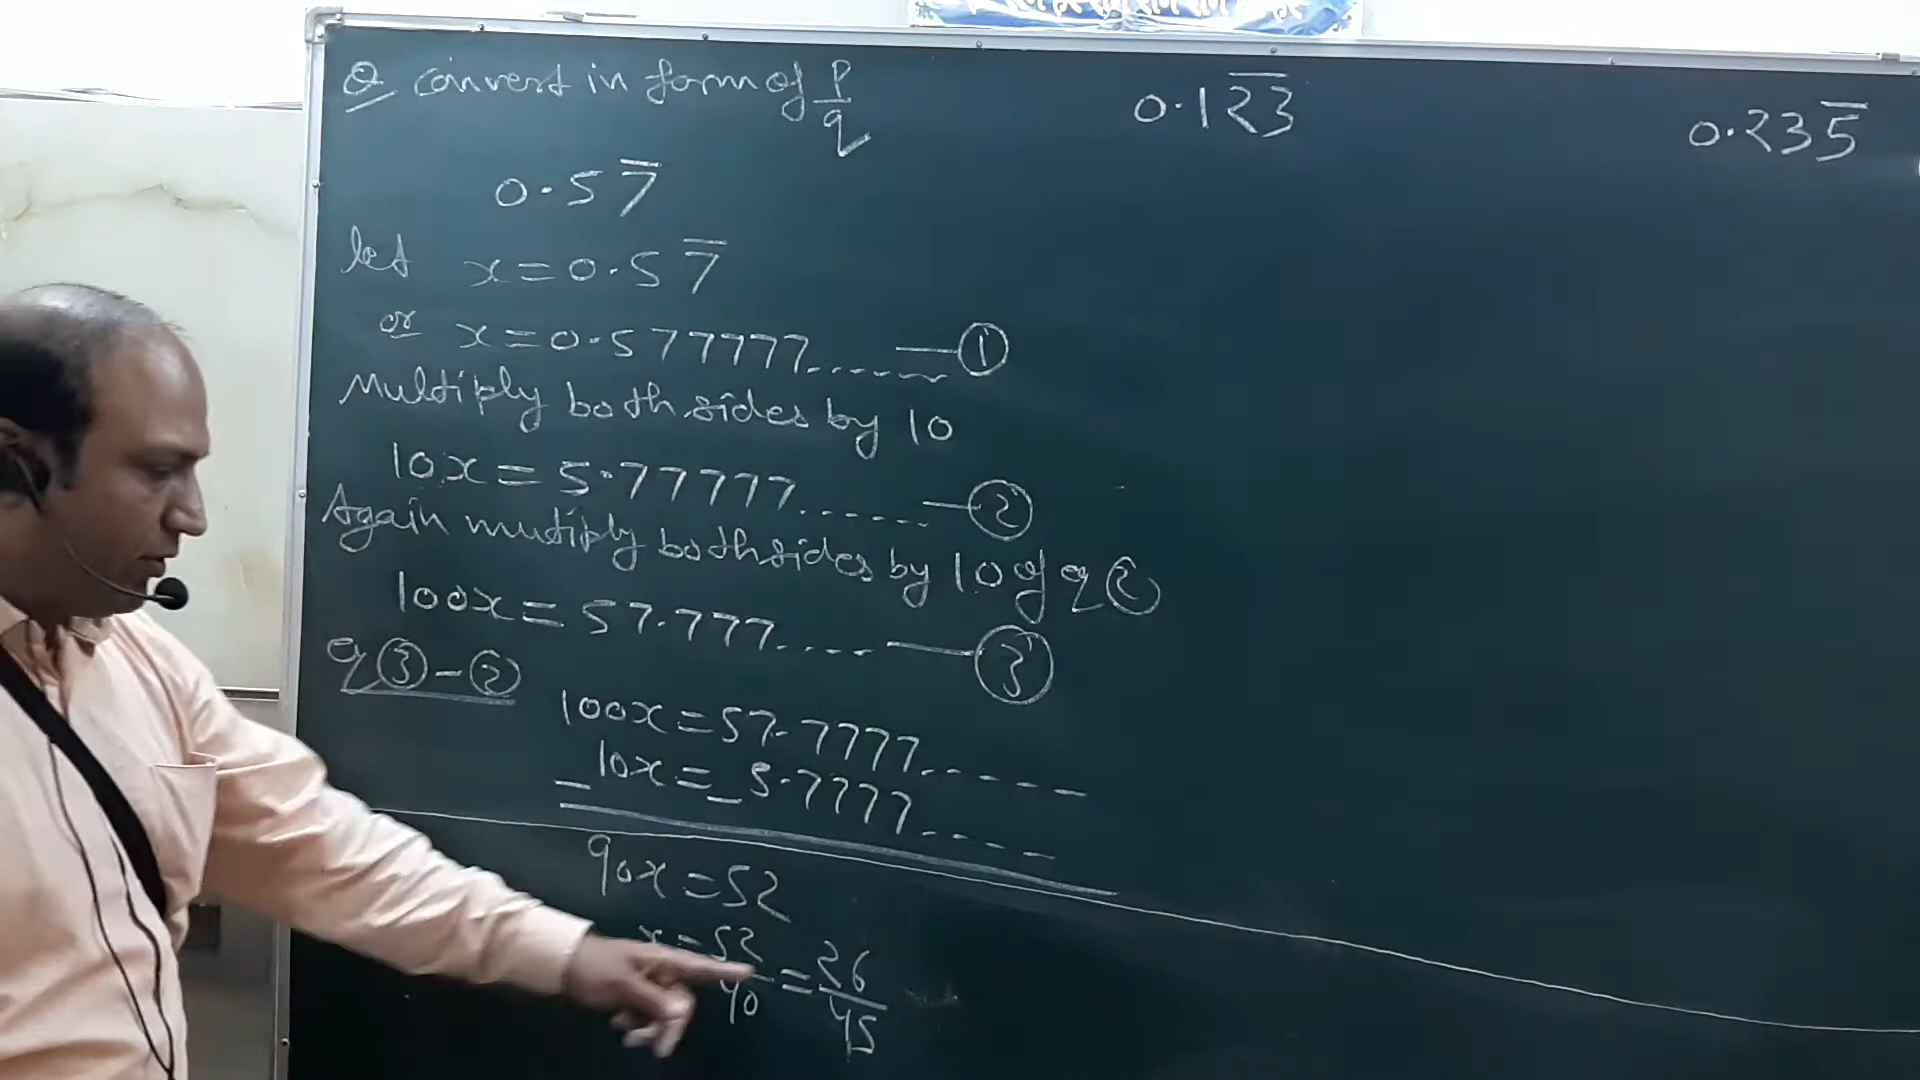 Q convert in form of p/q
0.57̅
let x = 0.57̅
or x = 0.577777....... — ①
Multiply both sides by 10
10x = 5.77777....... — ②
Again multiply both sides by 10 of eq ②
100x = 57.777..... — ③
eq ③ - ②
100x = 57.7777.....
- 10x = - 5.7777.....
90x = 52
x = 52/90 = 26/45
0.12̅3̅
0.235̅